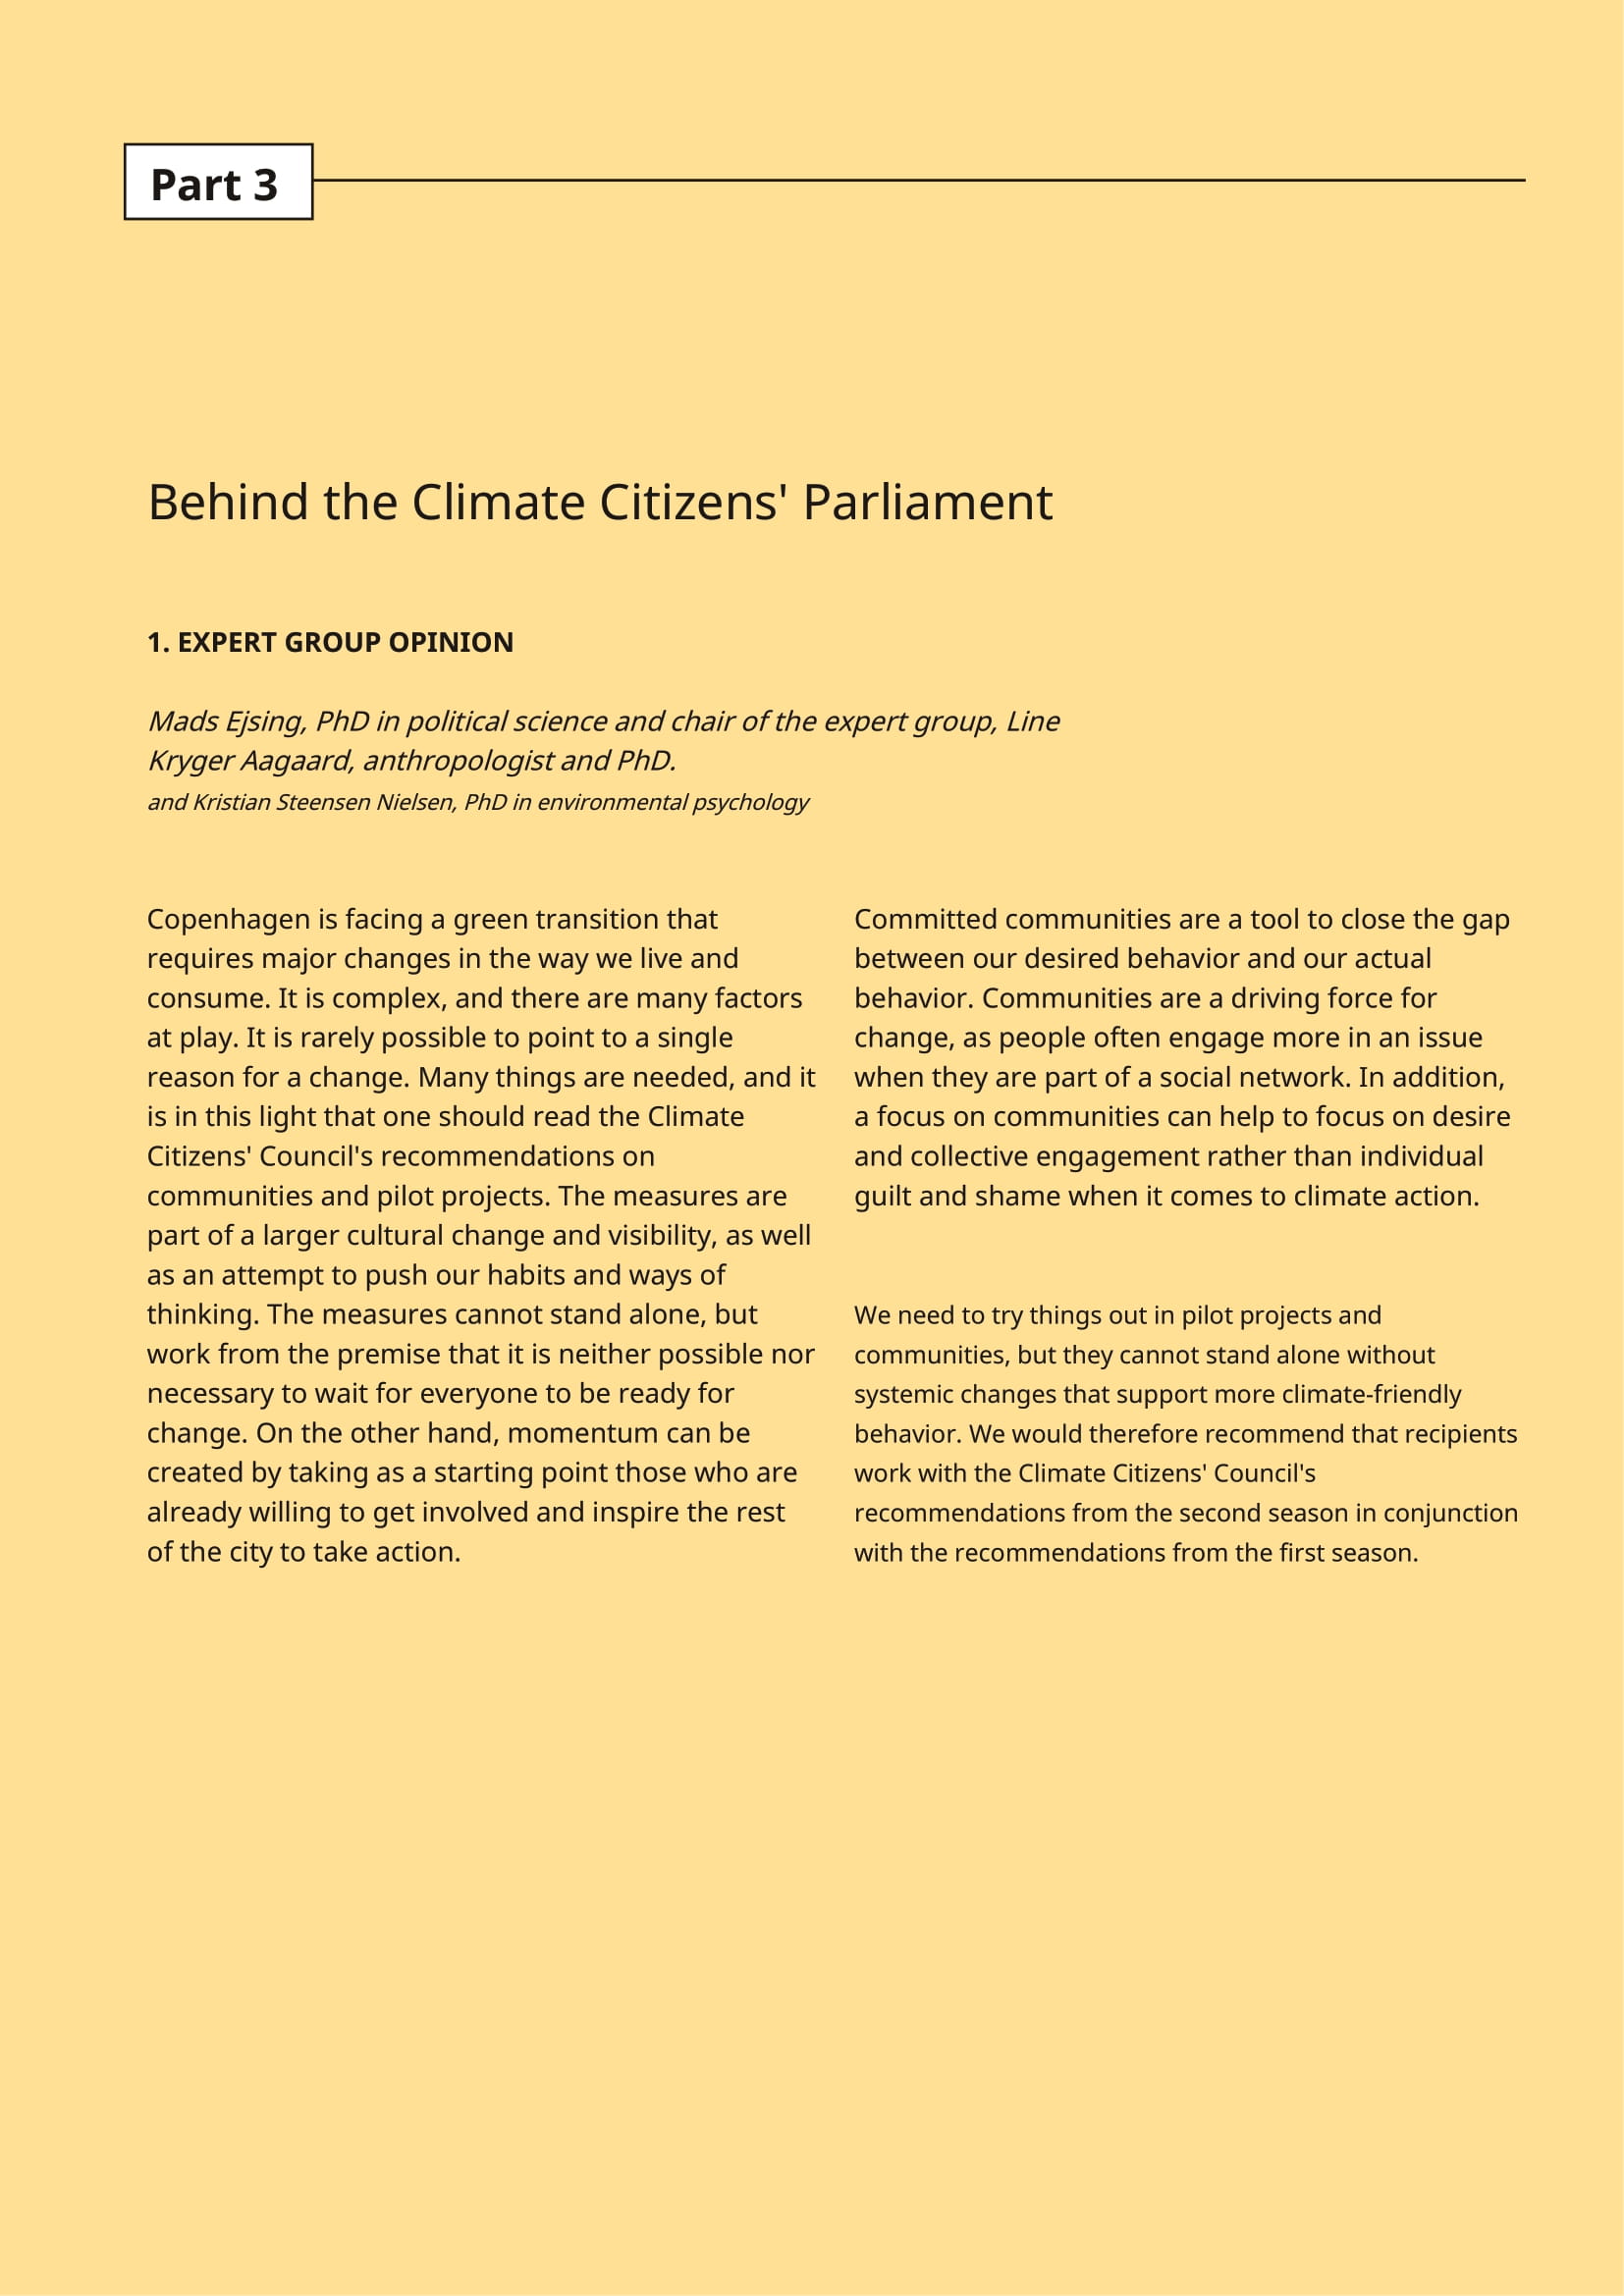 Part 3
Behind the Climate Citizens' Parliament
1. EXPERT GROUP OPINION
Mads Ejsing, PhD in political science and chair of the expert group, Line
Kryger Aagaard, anthropologist and PhD.
and Kristian Steensen Nielsen, PhD in environmental psychology
Copenhagen is facing a green transition that
requires major changes in the way we live and
consume. It is complex, and there are many factors
at play. It is rarely possible to point to a single
reason for a change. Many things are needed, and it
is in this light that one should read the Climate
Citizens' Council's recommendations on
communities and pilot projects. The measures are
part of a larger cultural change and visibility, as well
as an attempt to push our habits and ways of
thinking. The measures cannot stand alone, but
work from the premise that it is neither possible nor
necessary to wait for everyone to be ready for
change. On the other hand, momentum can be
created by taking as a starting point those who are
already willing to get involved and inspire the rest
of the city to take action.
Committed communities are a tool to close the gap
between our desired behavior and our actual
behavior. Communities are a driving force for
change, as people often engage more in an issue
when they are part of a social network. In addition,
a focus on communities can help to focus on desire
and collective engagement rather than individual
guilt and shame when it comes to climate action.
We need to try things out in pilot projects and
communities, but they cannot stand alone without
systemic changes that support more climate-friendly
behavior. We would therefore recommend that recipients
work with the Climate Citizens' Council's
recommendations from the second season in conjunction
with the recommendations from the first season.